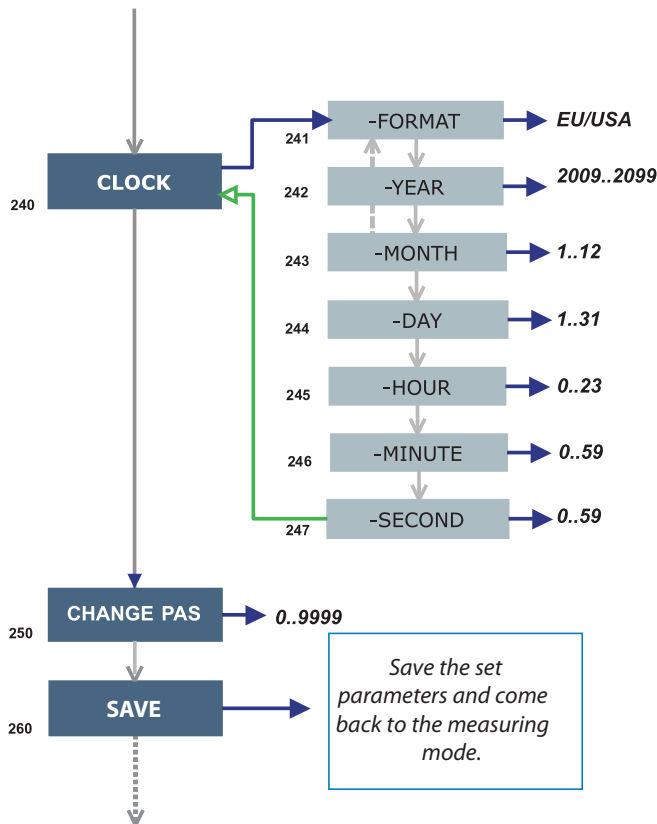 241
-FORMAT
EU/USA
CLOCK
240
242
-YEAR
2009..2099
243
-MONTH
1..12
244
-DAY
1..31
245
-HOUR
0..23
246
-MINUTE
0..59
247
-SECOND
0..59
CHANGE PAS
250
0..9999
SAVE
260
Save the set
parameters and come
back to the measuring
mode.